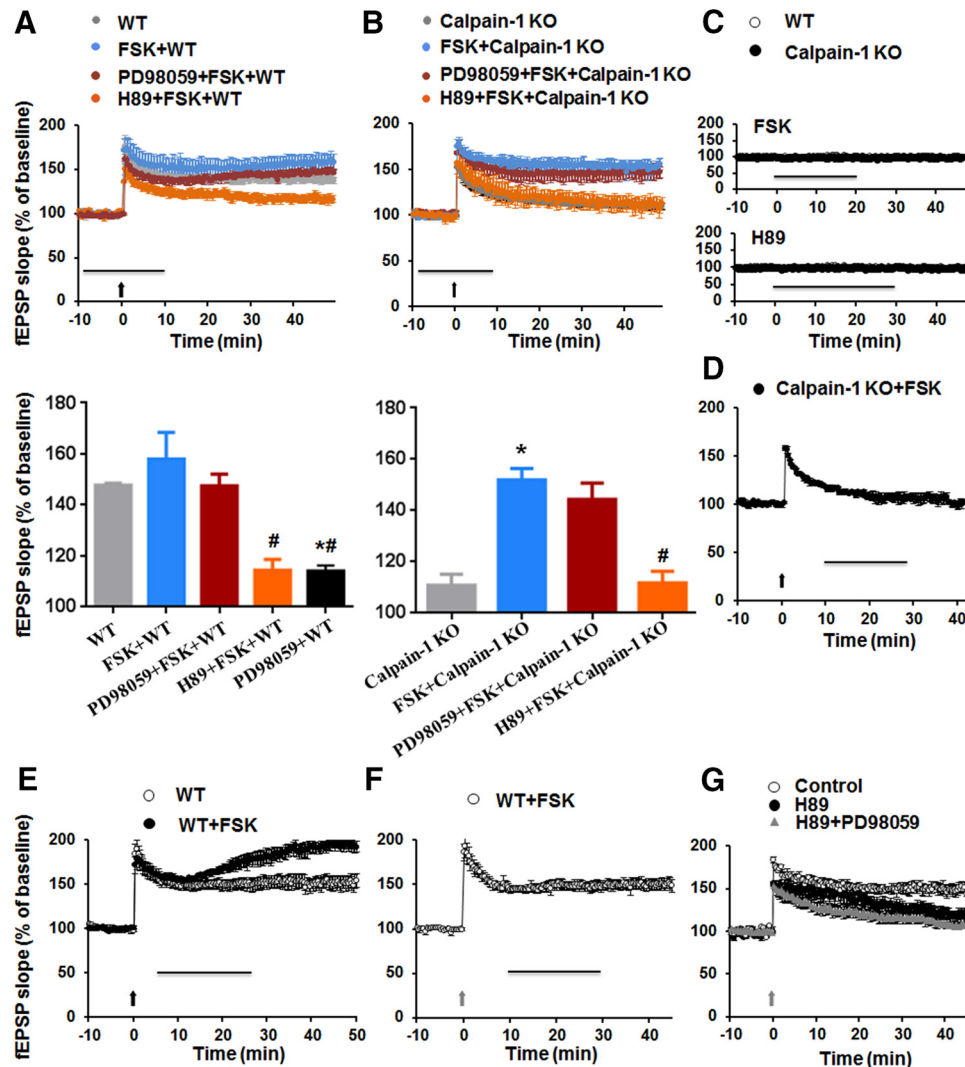 A
WT
FSK+WT
PD98059+FSK+WT
H89+FSK+WT
fEPSP slope (% of baseline)
200
150
100
50
0
-10 0 10 20 30 40
Time (min)
B
Calpain-1 KO
FSK+Calpain-1 KO
PD98059+FSK+Calpain-1 KO
H89+FSK+Calpain-1 KO
200
150
100
50
0
-10 0 10 20 30 40
Time (min)
C
WT
Calpain-1 KO
FSK
200
150
100
50
0
-10 0 10 20 30 40
H89
200
150
100
50
0
-10 0 10 20 30 40
Time (min)
fEPSP slope (% of baseline)
180
160
140
120
100
# *#
WT
FSK+WT
PD98059+FSK+WT
H89+FSK+WT
PD98059+WT
180
160
140
120
100
* #
Calpain-1 KO
FSK+Calpain-1 KO
PD98059+FSK+Calpain-1 KO
H89+FSK+Calpain-1 KO
D
Calpain-1 KO+FSK
200
150
100
50
0
-10 0 10 20 30 40
Time (min)
E
WT
WT+FSK
fEPSP slope (% of baseline)
200
150
100
50
0
-10 0 10 20 30 40 50
Time (min)
F
WT+FSK
200
150
100
50
0
-10 0 10 20 30 40
Time (min)
G
Control
H89
H89+PD98059
200
150
100
50
0
-10 0 10 20 30 40
Time (min)